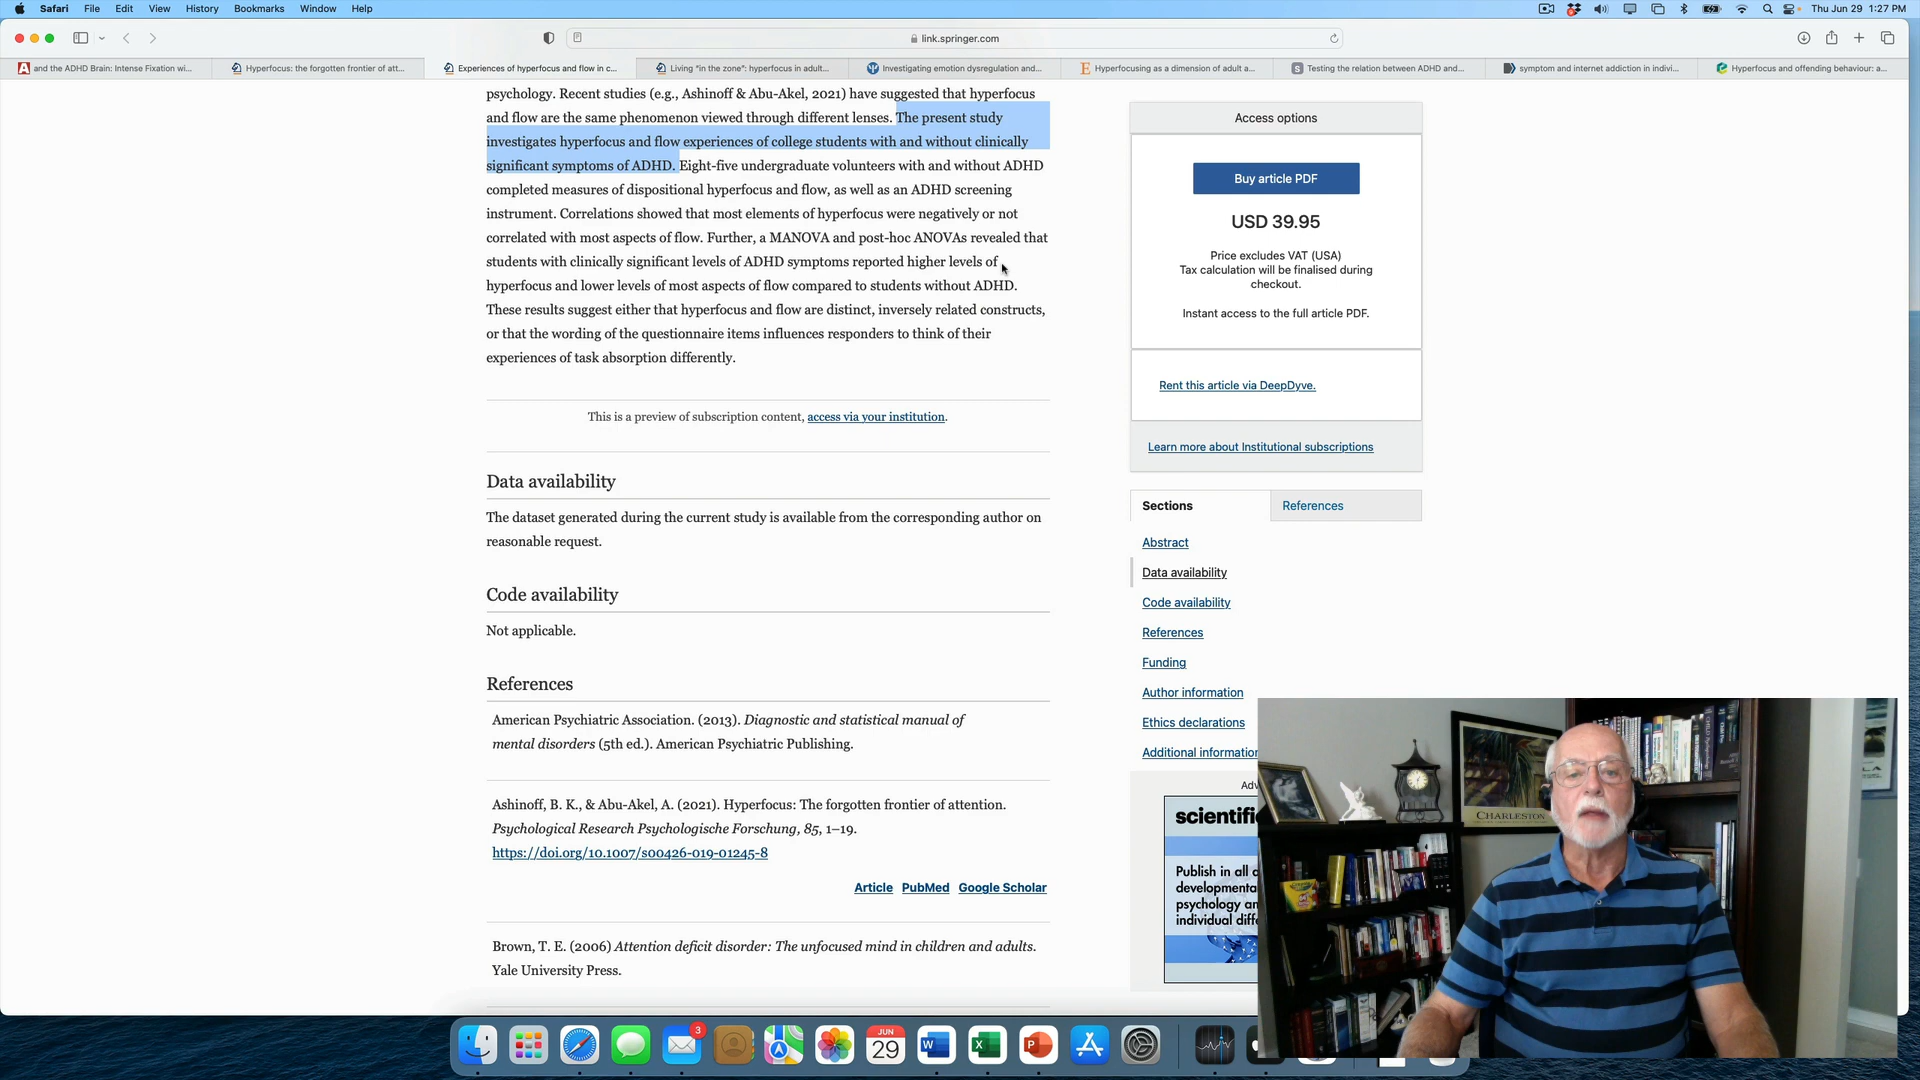 Safari File Edit View History Bookmarks Window Help
Thu Jun 29 1:27 PM
link.springer.com
and the ADHD Brain: Intense Fixation wi...
Hyperfocus: the forgotten frontier of att...
Experiences of hyperfocus and flow in c...
Living "in the zone": hyperfocus in adult...
Investigating emotion dysregulation and...
Hyperfocusing as a dimension of adult a...
Testing the relation between ADHD and...
symptom and internet addiction in indivi...
Hyperfocus and offending behaviour: a...
psychology. Recent studies (e.g., Ashinoff & Abu-Akel, 2021) have suggested that hyperfocus
and flow are the same phenomenon viewed through different lenses. The present study
investigates hyperfocus and flow experiences of college students with and without clinically
significant symptoms of ADHD. Eight-five undergraduate volunteers with and without ADHD
completed measures of dispositional hyperfocus and flow, as well as an ADHD screening
instrument. Correlations showed that most elements of hyperfocus were negatively or not
correlated with most aspects of flow. Further, a MANOVA and post-hoc ANOVAs revealed that
students with clinically significant levels of ADHD symptoms reported higher levels of
hyperfocus and lower levels of most aspects of flow compared to students without ADHD.
These results suggest either that hyperfocus and flow are distinct, inversely related constructs,
or that the wording of the questionnaire items influences responders to think of their
experiences of task absorption differently.
This is a preview of subscription content, access via your institution.
Data availability
The dataset generated during the current study is available from the corresponding author on
reasonable request.
Code availability
Not applicable.
References
American Psychiatric Association. (2013). Diagnostic and statistical manual of
mental disorders (5th ed.). American Psychiatric Publishing.
Ashinoff, B. K., & Abu-Akel, A. (2021). Hyperfocus: The forgotten frontier of attention.
Psychological Research Psychologische Forschung, 85, 1–19.
https://doi.org/10.1007/s00426-019-01245-8
Article PubMed Google Scholar
Brown, T. E. (2006) Attention deficit disorder: The unfocused mind in children and adults.
Yale University Press.
Access options
Buy article PDF
USD 39.95
Price excludes VAT (USA)
Tax calculation will be finalised during
checkout.
Instant access to the full article PDF.
Rent this article via DeepDyve.
Learn more about Institutional subscriptions
Sections References
Abstract
Data availability
Code availability
References
Funding
Author information
Ethics declarations
Additional information
Adv
scientific
Publish in all a
developmenta
psychology an
individual diffe
CHARLESTON
3
JUN
29